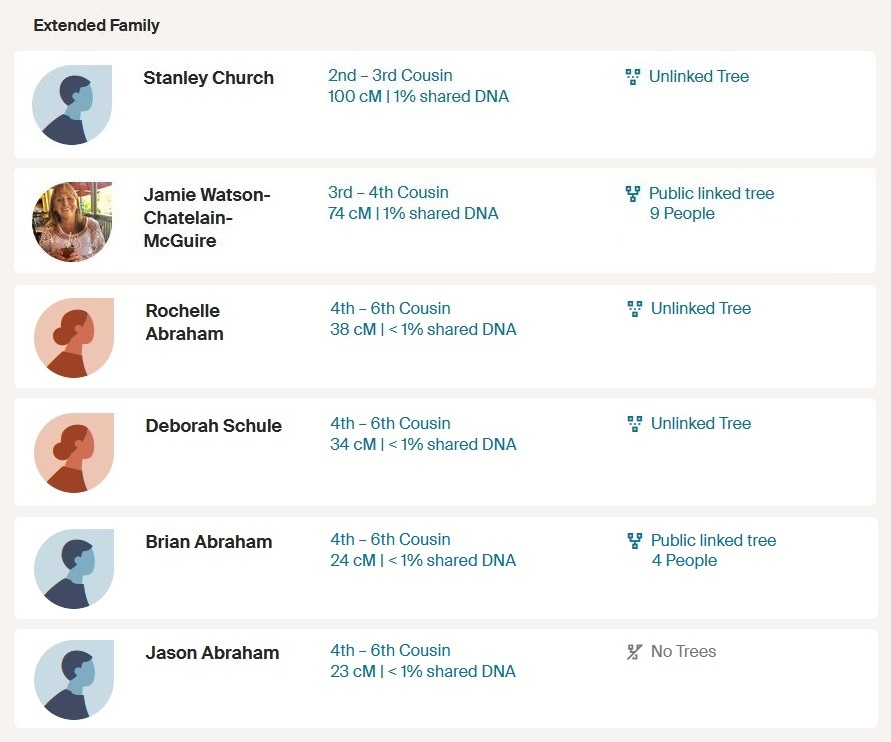 Extended Family
Stanley Church
2nd – 3rd Cousin
100 cM | 1% shared DNA
Unlinked Tree
Jamie Watson-
Chatelain-
McGuire
3rd – 4th Cousin
74 cM | 1% shared DNA
Public linked tree
9 People
Rochelle
Abraham
4th – 6th Cousin
38 cM | < 1% shared DNA
Unlinked Tree
Deborah Schule
4th – 6th Cousin
34 cM | < 1% shared DNA
Unlinked Tree
Brian Abraham
4th – 6th Cousin
24 cM | < 1% shared DNA
Public linked tree
4 People
Jason Abraham
4th – 6th Cousin
23 cM | < 1% shared DNA
No Trees